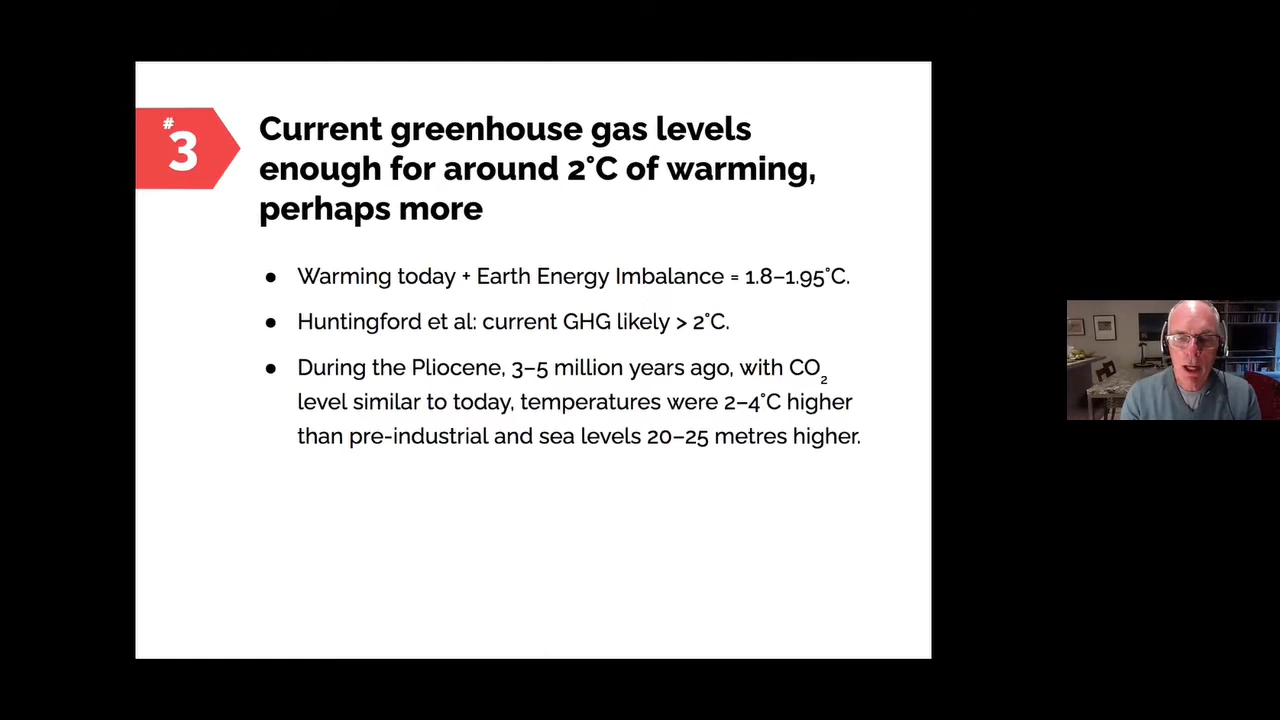 #3
Current greenhouse gas levels
enough for around 2°C of warming,
perhaps more
● Warming today + Earth Energy Imbalance = 1.8–1.95°C.
● Huntingford et al: current GHG likely > 2°C.
● During the Pliocene, 3–5 million years ago, with CO₂
level similar to today, temperatures were 2–4°C higher
than pre-industrial and sea levels 20–25 metres higher.